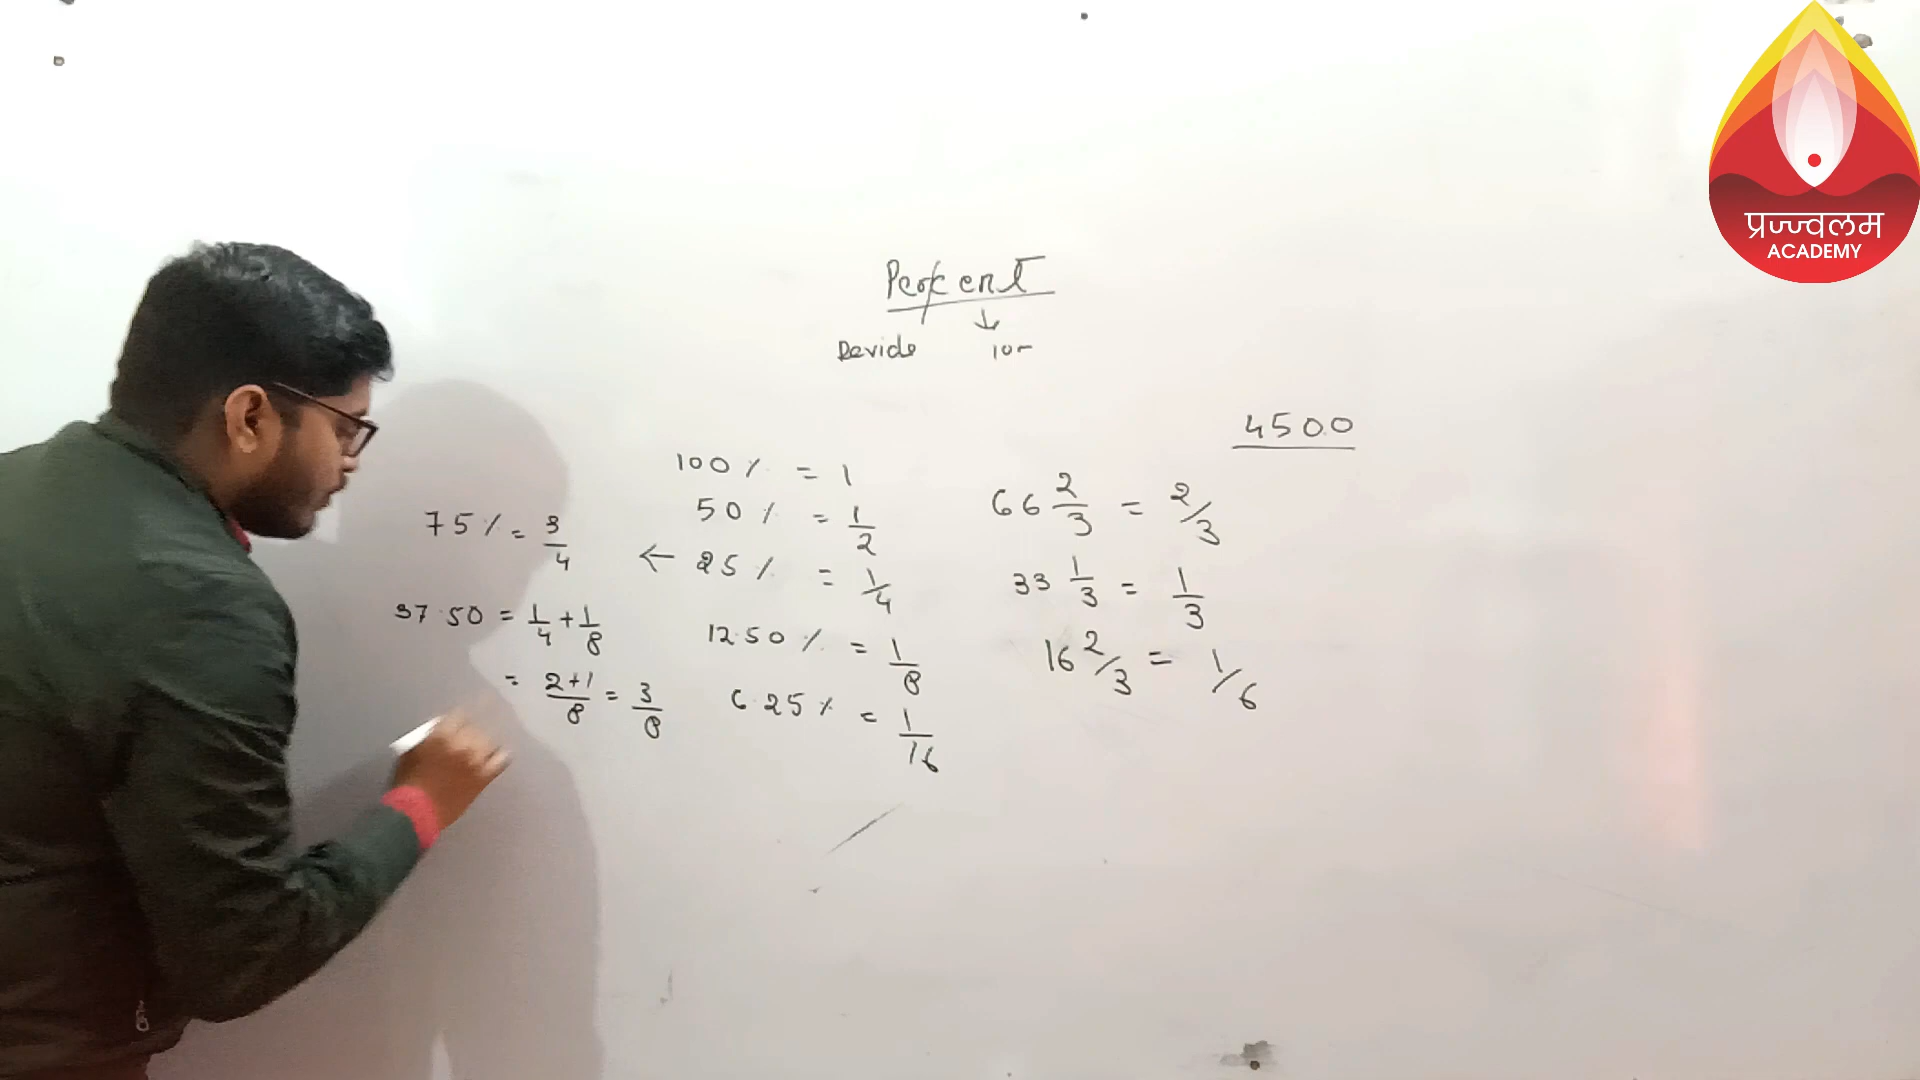 प्रज्ज्वलम
ACADEMY
Percent
↓
Devide
4500
100 % = 1
50 % = 1/2
← 25 % = 1/4
12.50 % = 1/8
6.25 % = 1/16
75 % = 3/4
37.50 = 1/4 + 1/8
= 2+1/8 = 3/8
66 2/3 = 2/3
33 1/3 = 1/3
16 2/3 = 1/6